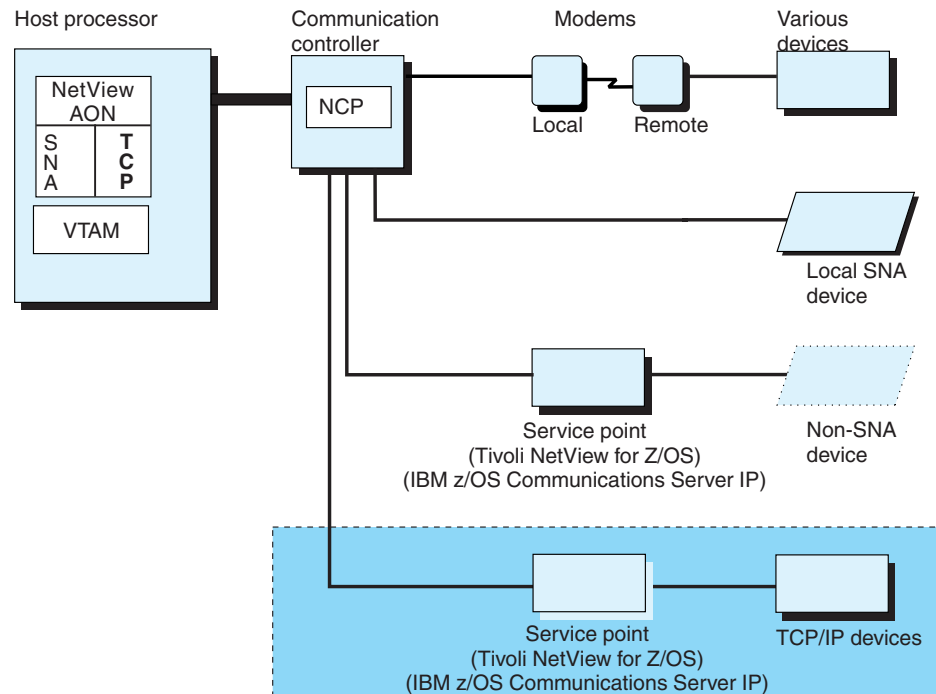 Host processor
Communication
controller
Modems
Various
devices
NetView
AON
S
N
A
T
C
P
VTAM
NCP
Local
Remote
Local SNA
device
Service point
(Tivoli NetView for Z/OS)
(IBM z/OS Communications Server IP)
Non-SNA
device
Service point
(Tivoli NetView for Z/OS)
(IBM z/OS Communications Server IP)
TCP/IP devices